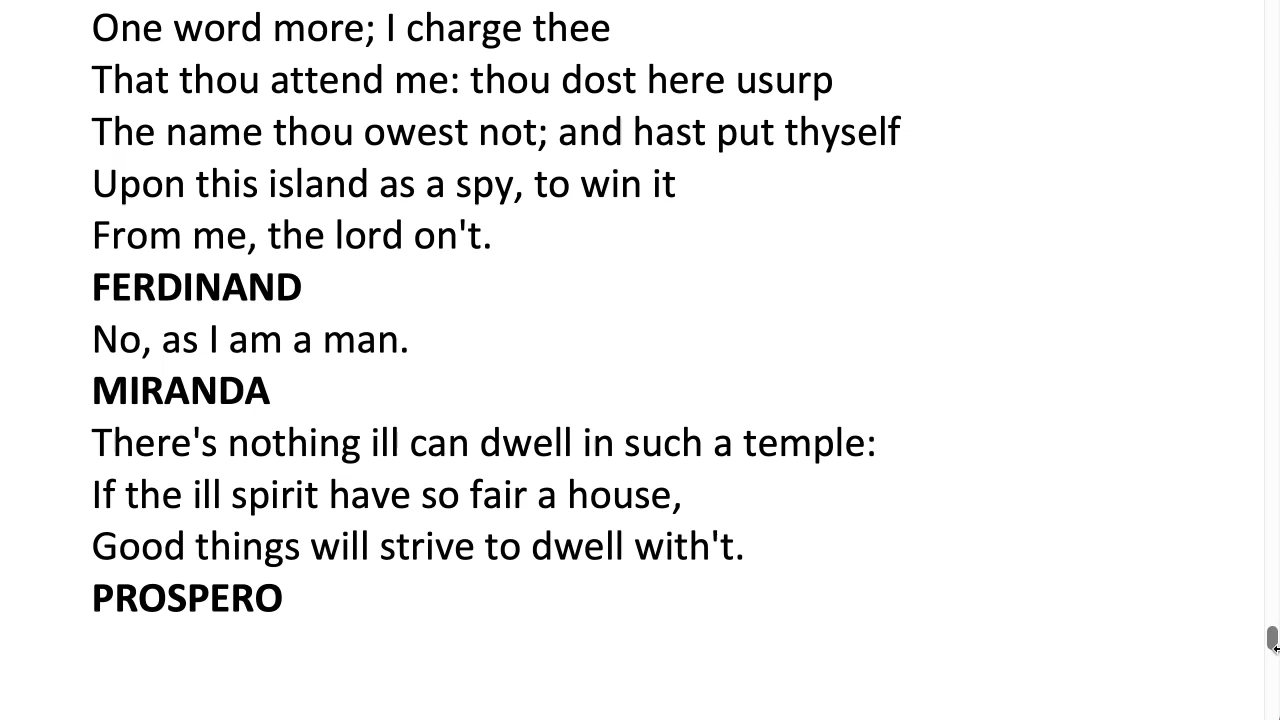 One word more; I charge thee
That thou attend me: thou dost here usurp
The name thou owest not; and hast put thyself
Upon this island as a spy, to win it
From me, the lord on't.
FERDINAND
No, as I am a man.
MIRANDA
There's nothing ill can dwell in such a temple:
If the ill spirit have so fair a house,
Good things will strive to dwell with't.
PROSPERO